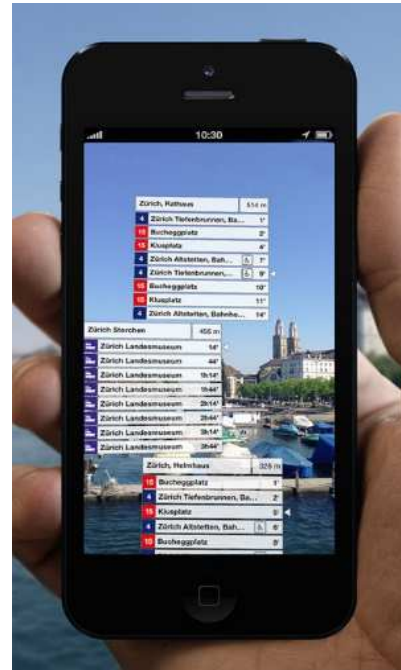 10:30
Zürich, Rathaus 514 m
4 Zürich Tiefenbrunnen, Ba... 1'
15 Bucheggplatz 2'
15 Klusplatz 4'
4 Zürich Altstetten, Bah... 7'
4 Zürich Tiefenbrunnen,... 9'
15 Bucheggplatz 10'
15 Klusplatz 11'
4 Zürich Altstetten, Bahnho... 14'
Zürich Storchen 455 m
Zürich Landesmuseum 14'
Zürich Landesmuseum 44'
Zürich Landesmuseum 1h14'
Zürich Landesmuseum 1h44'
Zürich Landesmuseum 2h14'
Zürich Landesmuseum 2h44'
Zürich Landesmuseum 3h14'
Zürich Landesmuseum 3h44'
Zürich, Helmhaus 325 m
15 Bucheggplatz 1'
4 Zürich Tiefenbrunnen, Ba... 2'
15 Klusplatz 5'
4 Zürich Altstetten, Bah... 6'
15 Bucheggplatz 9'